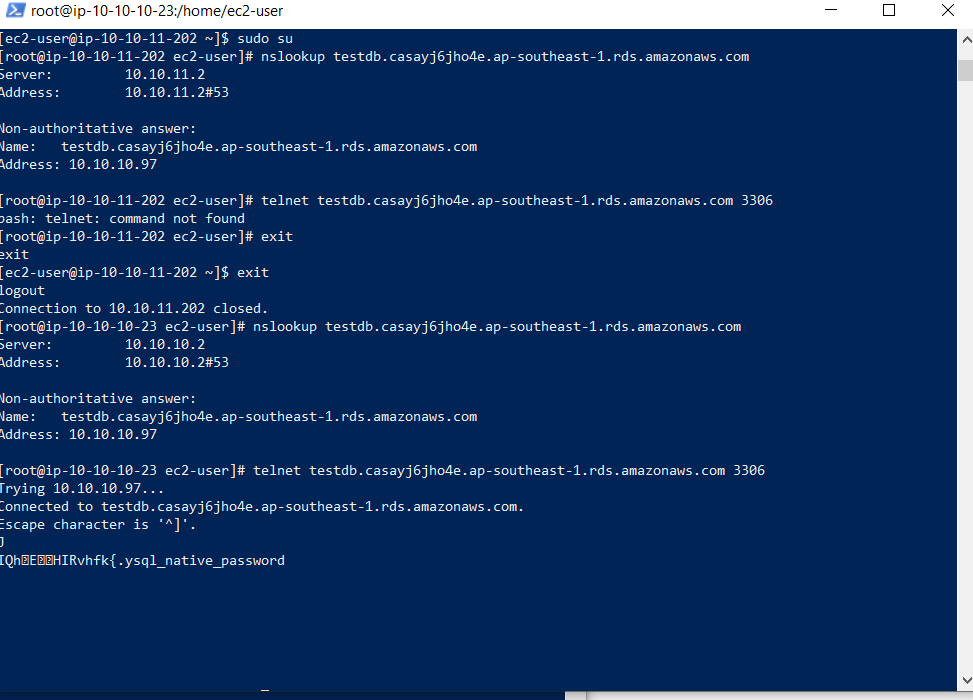 root@ip-10-10-10-23:/home/ec2-user
[ec2-user@ip-10-10-11-202 ~]$ sudo su
[root@ip-10-10-11-202 ec2-user]# nslookup testdb.casayj6jho4e.ap-southeast-1.rds.amazonaws.com
Server: 10.10.11.2
Address: 10.10.11.2#53
Non-authoritative answer:
Name: testdb.casayj6jho4e.ap-southeast-1.rds.amazonaws.com
Address: 10.10.10.97
[root@ip-10-10-11-202 ec2-user]# telnet testdb.casayj6jho4e.ap-southeast-1.rds.amazonaws.com 3306
bash: telnet: command not found
[root@ip-10-10-11-202 ec2-user]# exit
exit
[ec2-user@ip-10-10-11-202 ~]$ exit
logout
Connection to 10.10.11.202 closed.
[root@ip-10-10-10-23 ec2-user]# nslookup testdb.casayj6jho4e.ap-southeast-1.rds.amazonaws.com
Server: 10.10.10.2
Address: 10.10.10.2#53
Non-authoritative answer:
Name: testdb.casayj6jho4e.ap-southeast-1.rds.amazonaws.com
Address: 10.10.10.97
[root@ip-10-10-10-23 ec2-user]# telnet testdb.casayj6jho4e.ap-southeast-1.rds.amazonaws.com 3306
Trying 10.10.10.97...
Connected to testdb.casayj6jho4e.ap-southeast-1.rds.amazonaws.com.
Escape character is '^]'.
J
IQh�E��HIRvhfk{.ysql_native_password